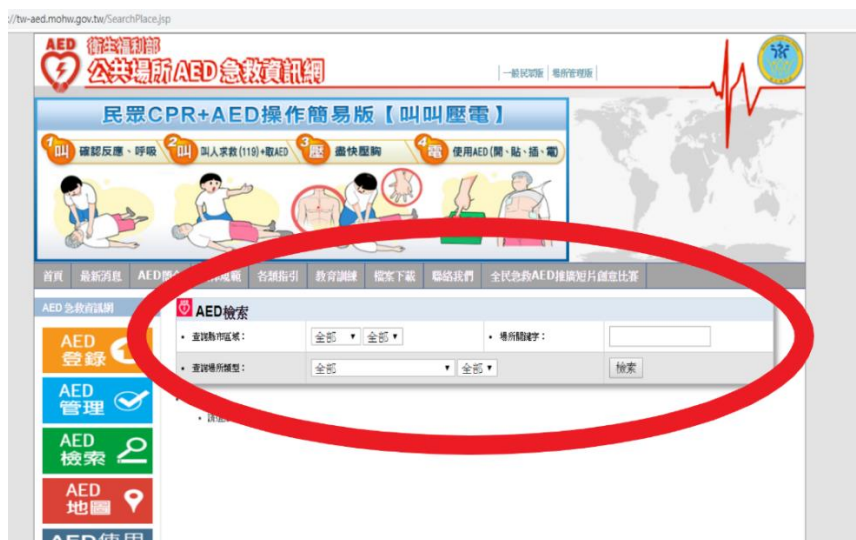 ://tw-aed.mohw.gov.tw/SearchPlace.jsp
AED 衛生福利部
公共場所AED急救資訊網
一般民眾版 場所管理版
民眾CPR+AED操作簡易版【叫叫壓電】
1叫 確認反應、呼吸 2叫 叫人求救(119)+取AED 3壓 盡快壓胸 4電 使用AED(開、貼、插、電)
首頁 最新消息 各類指引 教育訓練 檔案下載 聯絡我們 全民急救AED推廣短片創意比賽
AED急救資訊網
AED檢索
AED
登錄
• 查詢縣市區域: 全部 全部 • 場所關鍵字:
• 查詢場所類型: 全部 全部 檢索
AED
管理
AED
檢索
AED
地圖
AED使用